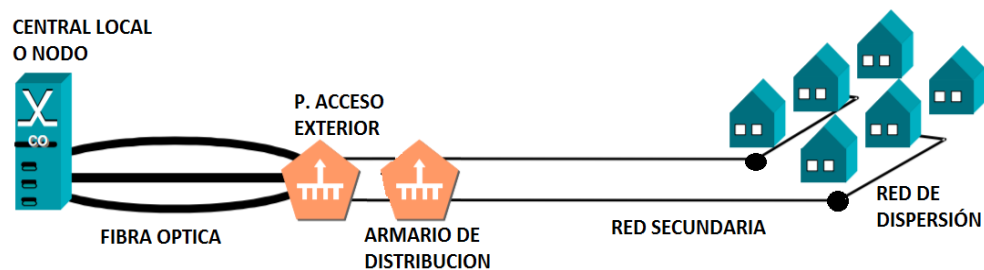 CENTRAL LOCAL
O NODO
CO
P. ACCESO
EXTERIOR
FIBRA OPTICA
ARMARIO DE
DISTRIBUCION
RED SECUNDARIA
RED DE
DISPERSIÓN